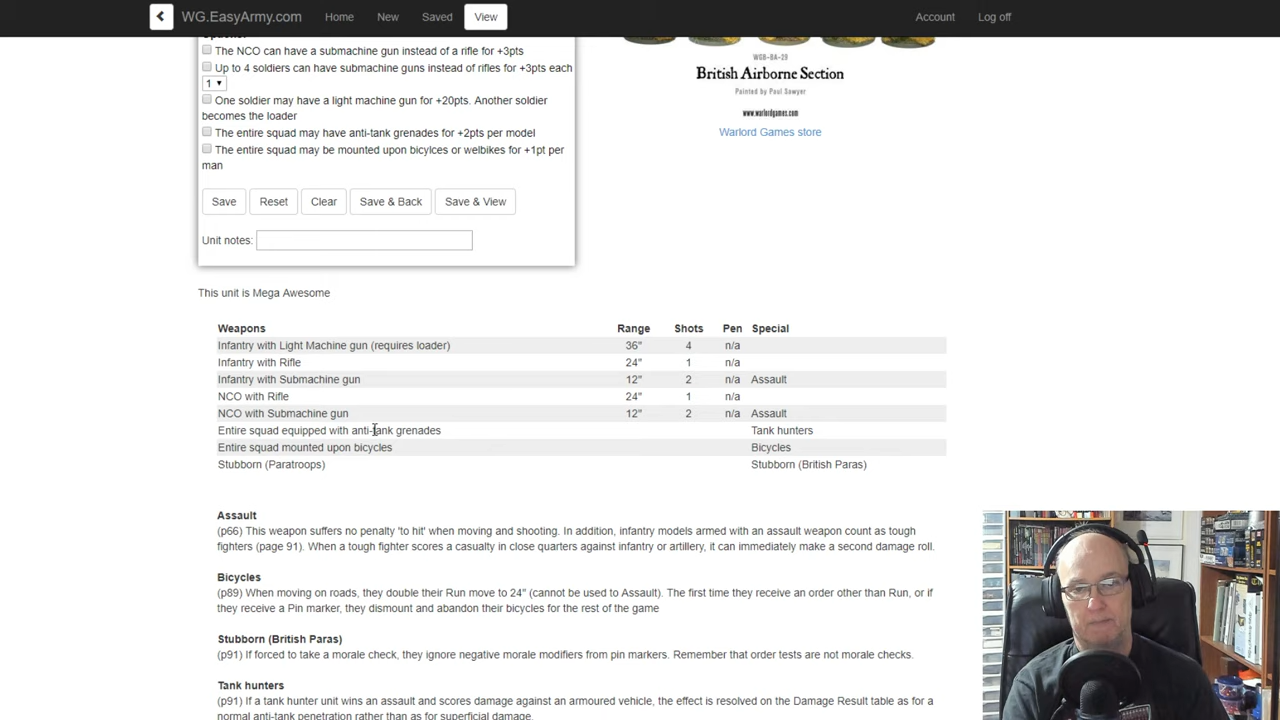 WG.EasyArmy.com Home New Saved View Account Log off
The NCO can have a submachine gun instead of a rifle for +3pts
Up to 4 soldiers can have submachine guns instead of rifles for +3pts each
1
One soldier may have a light machine gun for +20pts. Another soldier
becomes the loader
The entire squad may have anti-tank grenades for +2pts per model
The entire squad may be mounted upon bicylces or welbikes for +1pt per
man
Save Reset Clear Save & Back Save & View
Unit notes:
WGB-BA-29
British Airborne Section
Painted by Paul Sawyer
www.warlordgames.com
Warlord Games store
This unit is Mega Awesome
Weapons Range Shots Pen Special
Infantry with Light Machine gun (requires loader) 36" 4 n/a
Infantry with Rifle 24" 1 n/a
Infantry with Submachine gun 12" 2 n/a Assault
NCO with Rifle 24" 1 n/a
NCO with Submachine gun 12" 2 n/a Assault
Entire squad equipped with anti-tank grenades Tank hunters
Entire squad mounted upon bicycles Bicycles
Stubborn (Paratroops) Stubborn (British Paras)
Assault
(p66) This weapon suffers no penalty 'to hit' when moving and shooting. In addition, infantry models armed with an assault weapon count as tough
fighters (page 91). When a tough fighter scores a casualty in close quarters against infantry or artillery, it can immediately make a second damage roll.
Bicycles
(p89) When moving on roads, they double their Run move to 24" (cannot be used to Assault). The first time they receive an order other than Run, or if
they receive a Pin marker, they dismount and abandon their bicycles for the rest of the game
Stubborn (British Paras)
(p91) If forced to take a morale check, they ignore negative morale modifiers from pin markers. Remember that order tests are not morale checks.
Tank hunters
(p91) If a tank hunter unit wins an assault and scores damage against an armoured vehicle, the effect is resolved on the Damage Result table as for a
normal anti-tank penetration rather than as for superficial damage.